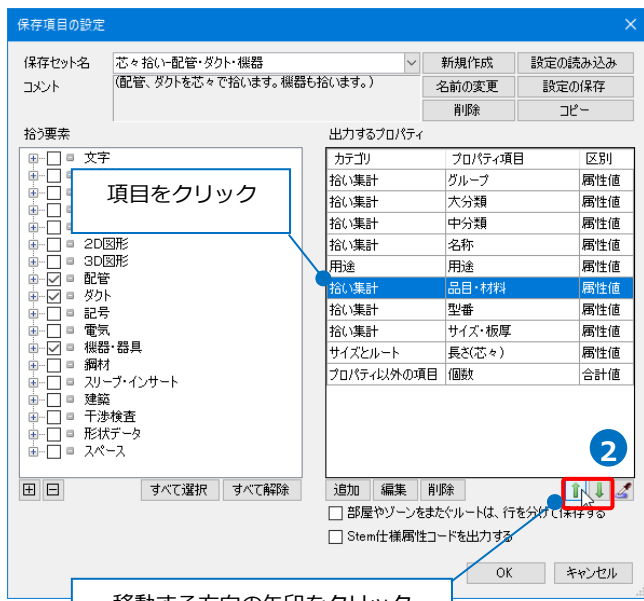 保存項目の設定
保存セット名 芯々拾い-配管・ダクト・機器 新規作成 設定の読み込み
コメント (配管、ダクトを芯々で拾います。機器も拾います。) 名前の変更 設定の保存
削除 コピー
拾う要素 出力するプロパティ
文字
項目をクリック
2D図形
3D図形
配管
ダクト
記号
電気
機器・器具
鋼材
スリーブ・インサート
建築
干渉検査
形状データ
スペース
すべて選択 すべて解除
カテゴリ プロパティ項目 区別
拾い集計 グループ 属性値
拾い集計 大分類 属性値
拾い集計 中分類 属性値
拾い集計 名称 属性値
用途 用途 属性値
拾い集計 品目・材料 属性値
拾い集計 型番 属性値
拾い集計 サイズ・板厚 属性値
サイズとルート 長さ(芯々) 属性値
プロパティ以外の項目 個数 合計値
2
追加 編集 削除
部屋やゾーンをまたぐルートは、行を分けて保存する
Stem仕様属性コードを出力する
OK キャンセル
移動する方向の矢印をクリック